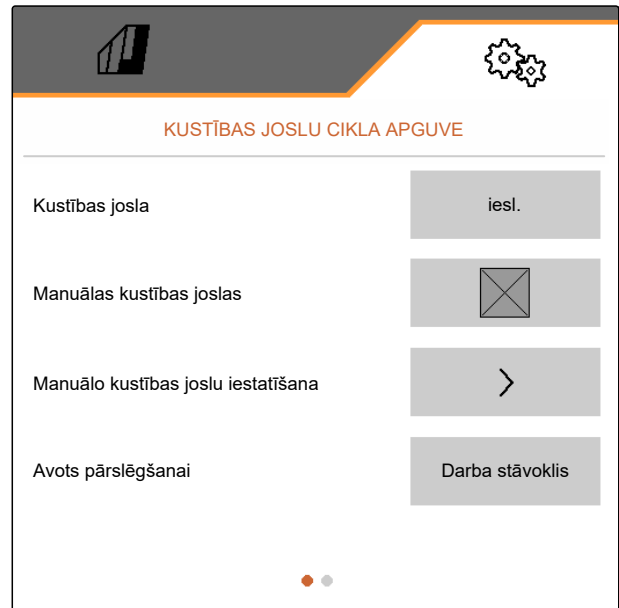 KUSTĪBAS JOSLU CIKLA APGUVE
Kustības josla
iesl.
Manuālas kustības joslas
Manuālo kustības joslu iestatīšana
Avots pārslēgšanai
Darba stāvoklis